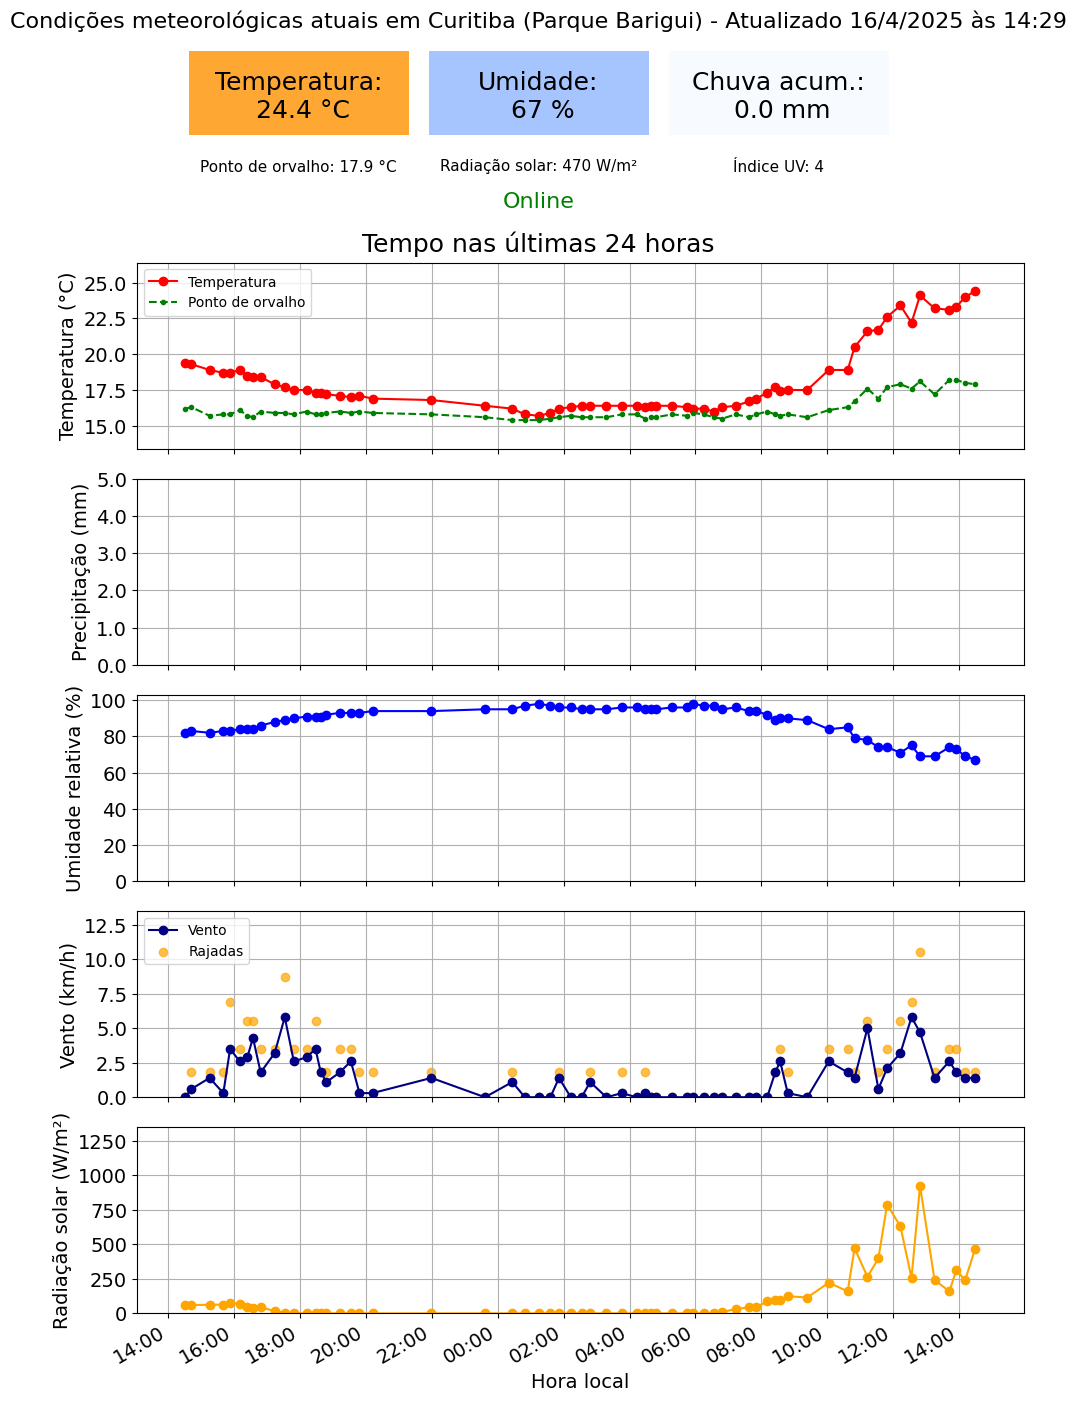 Condições meteorológicas atuais em Curitiba (Parque Barigui) - Atualizado 16/4/2025 às 14:29
Temperatura:
24.4 °C
Umidade:
67 %
Chuva acum.:
0.0 mm
Ponto de orvalho: 17.9 °C
Radiação solar: 470 W/m²
Índice UV: 4
Online
Tempo nas últimas 24 horas
Temperatura (°C)
25.0
22.5
20.0
17.5
15.0
Temperatura
Ponto de orvalho
Precipitação (mm)
5.0
4.0
3.0
2.0
1.0
0.0
Umidade relativa (%)
100
80
60
40
20
0
Vento (km/h)
12.5
10.0
7.5
5.0
2.5
0.0
Vento
Rajadas
Radiação solar (W/m²)
1250
1000
750
500
250
0
14:00
16:00
18:00
20:00
22:00
00:00
02:00
04:00
06:00
08:00
10:00
12:00
14:00
Hora local